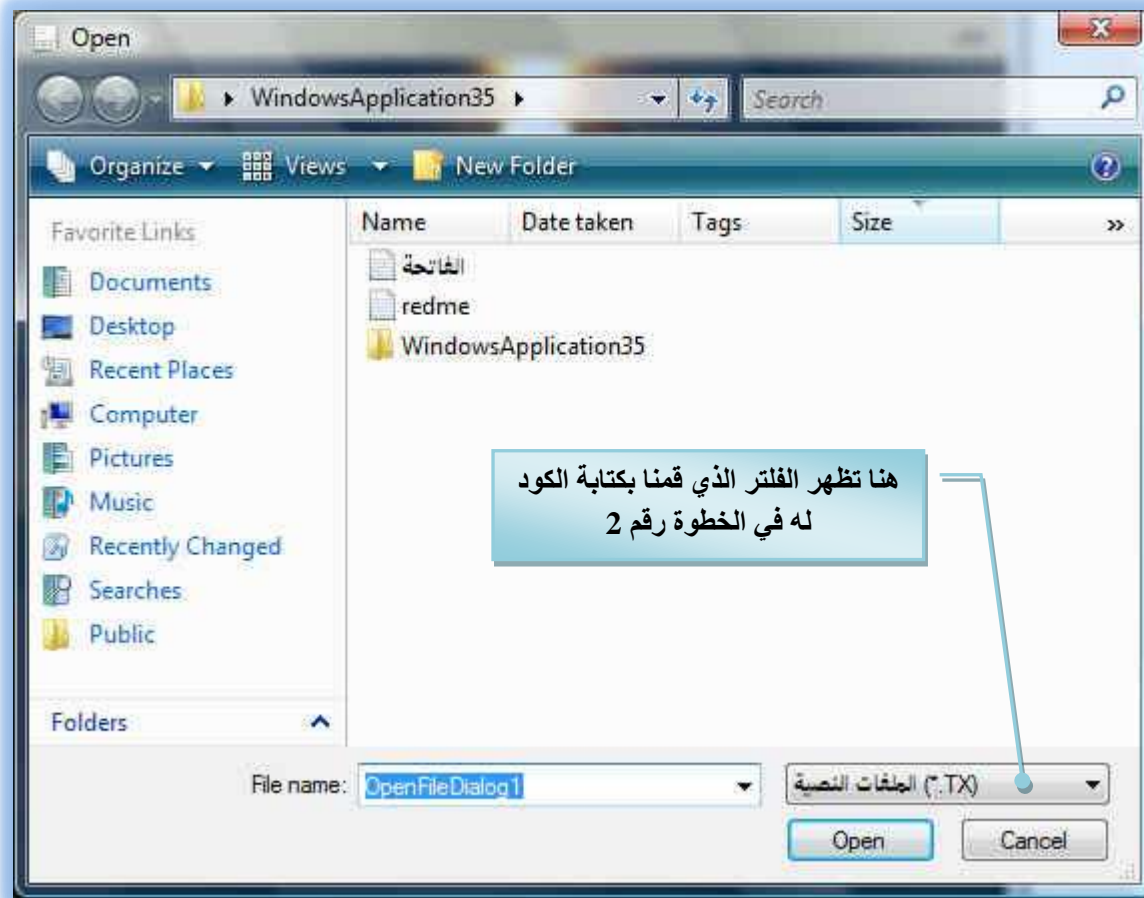 Open
WindowsApplication35
Search
Organize Views New Folder
Favorite Links
Documents
Desktop
Recent Places
Computer
Pictures
Music
Recently Changed
Searches
Public
Folders
Name Date taken Tags Size »
الفاتحة
redme
WindowsApplication35
هنا تظهر الفلتر الذي قمنا بكتابة الكود
له في الخطوة رقم 2
File name: OpenFileDialog1
الملفات النصية (*.TX)
Open Cancel